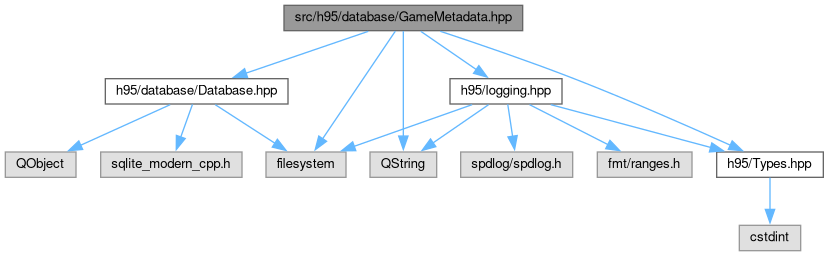 src/h95/database/GameMetadata.hpp
h95/database/Database.hpp
h95/logging.hpp
QObject
sqlite_modern_cpp.h
filesystem
QString
spdlog/spdlog.h
fmt/ranges.h
h95/Types.hpp
cstdint